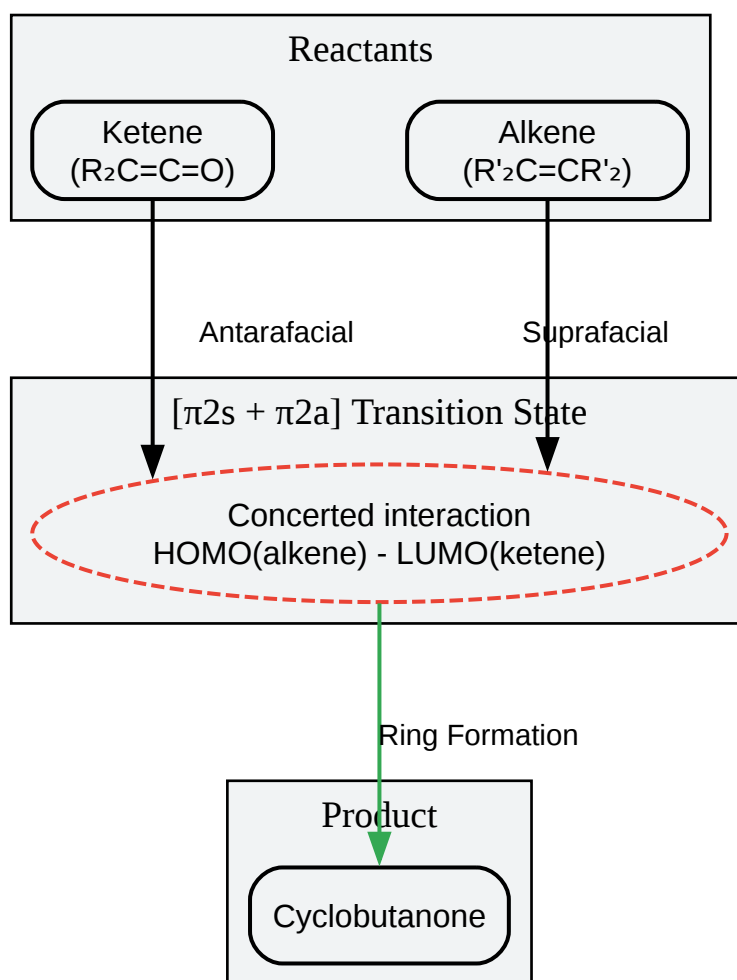 Reactants
Ketene
(R₂C=C=O)
Alkene
(R'₂C=CR'₂)
Antarafacial
Suprafacial
[π2s + π2a] Transition State
Concerted interaction
HOMO(alkene) - LUMO(ketene)
Ring Formation
Product
Cyclobutanone